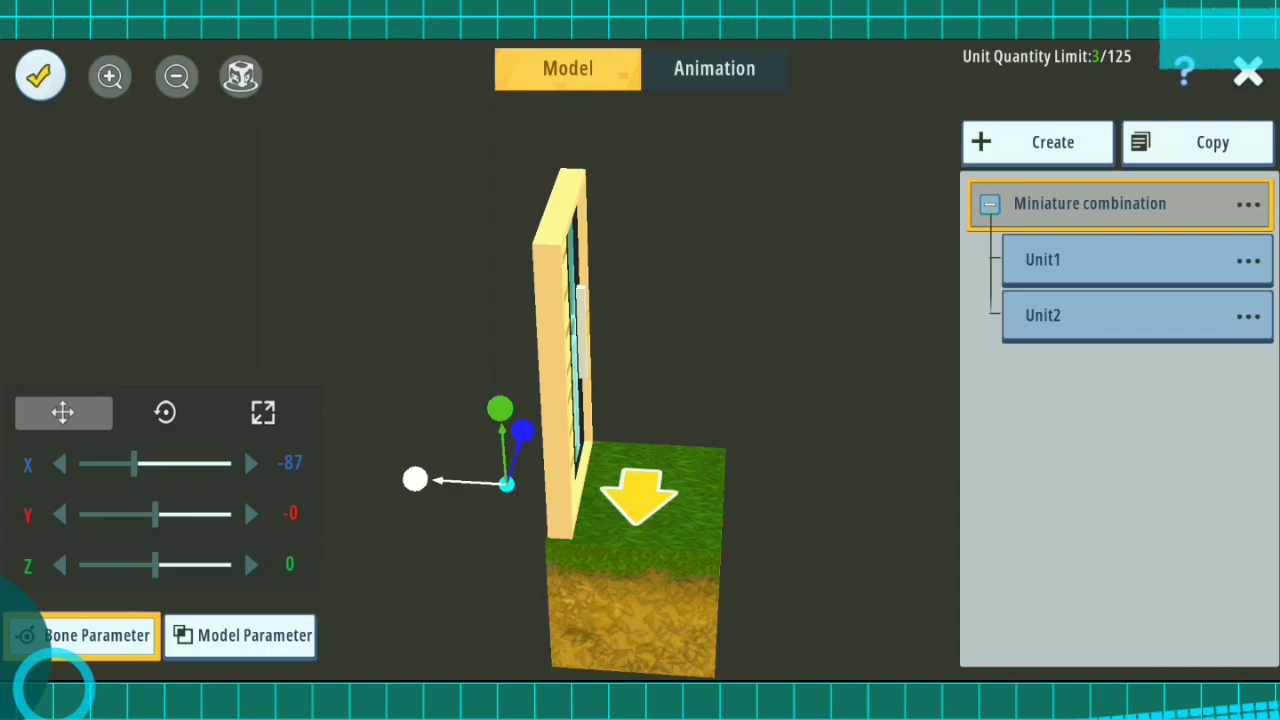 Model
Animation
Unit Quantity Limit:3/125
?
Create
Copy
Miniature combination
Unit1
Unit2
X -87
Y -0
Z 0
Bone Parameter
Model Parameter